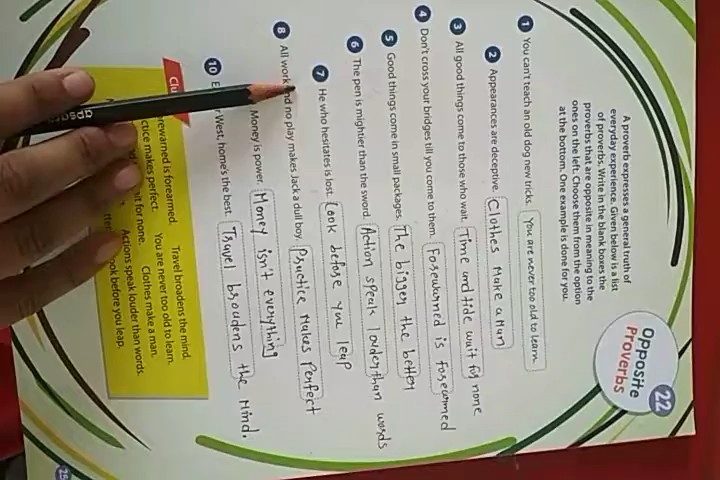 22
Opposite
Proverbs
A proverb expresses a general truth of
everyday experience. Given below is a list
of proverbs. Write in the blank boxes the
proverbs that are opposite in meaning to the
ones on the left. Choose them from the option
at the bottom. One example is done for you.
1 You can't teach an old dog new tricks. You are never too old to learn
2 Appearances are deceptive. Clothes Make a Man
3 All good things come to those who wait. Time and tide wait for none
4 Don't cross your bridges till you come to them. Forewarned is forearmed
5 Good things come in small packages. The bigger the better
6 The pen is mightier than the sword. Action speak louder than words
7 He who hesitates is lost. Look before you leap
8 All work and no play makes Jack a dull boy. Practice Makes Perfect
Money is power. Money isn't everything
10 West, home's the best. Travel broadens the Mind.
is forearmed. Travel broadens the mind.
makes perfect. You are never too old to learn.
for none. Clothes make a man.
Actions speak louder than words.
before you leap.
25
apsara